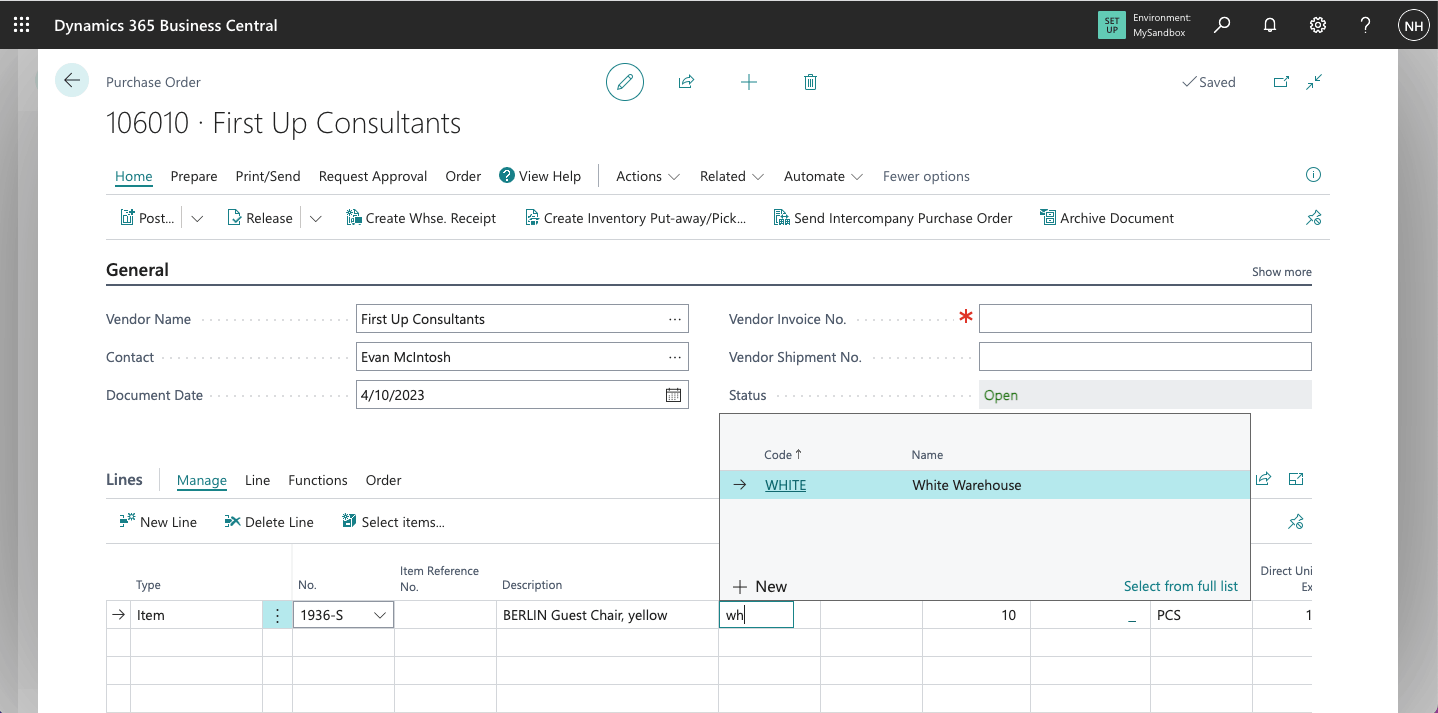 Dynamics 365 Business Central
SET UP
Environment:
MySandbox
?
NH
Purchase Order
Saved
106010 · First Up Consultants
Home Prepare Print/Send Request Approval Order ? View Help Actions Related Automate Fewer options
Post... Release Create Whse. Receipt Create Inventory Put-away/Pick... Send Intercompany Purchase Order Archive Document
General
Show more
Vendor Name First Up Consultants ...
Vendor Invoice No. *
Contact Evan McIntosh ...
Vendor Shipment No.
Document Date 4/10/2023
Status Open
Code ↑ Name
→ WHITE White Warehouse
+ New Select from full list
Lines Manage Line Functions Order
New Line Delete Line Select items...
Type No. Item Reference No. Description Direct Uni Ex
→ Item 1936-S BERLIN Guest Chair, yellow wh 10 _ PCS 1